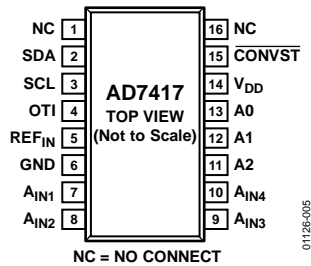 NC 1 16 NC
SDA 2 15 CONVST
SCL 3 AD7417 14 VDD
OTI 4 TOP VIEW 13 A0
REFIN 5 (Not to Scale) 12 A1
GND 6 11 A2
AIN1 7 10 AIN4
AIN2 8 9 AIN3
NC = NO CONNECT
01126-005